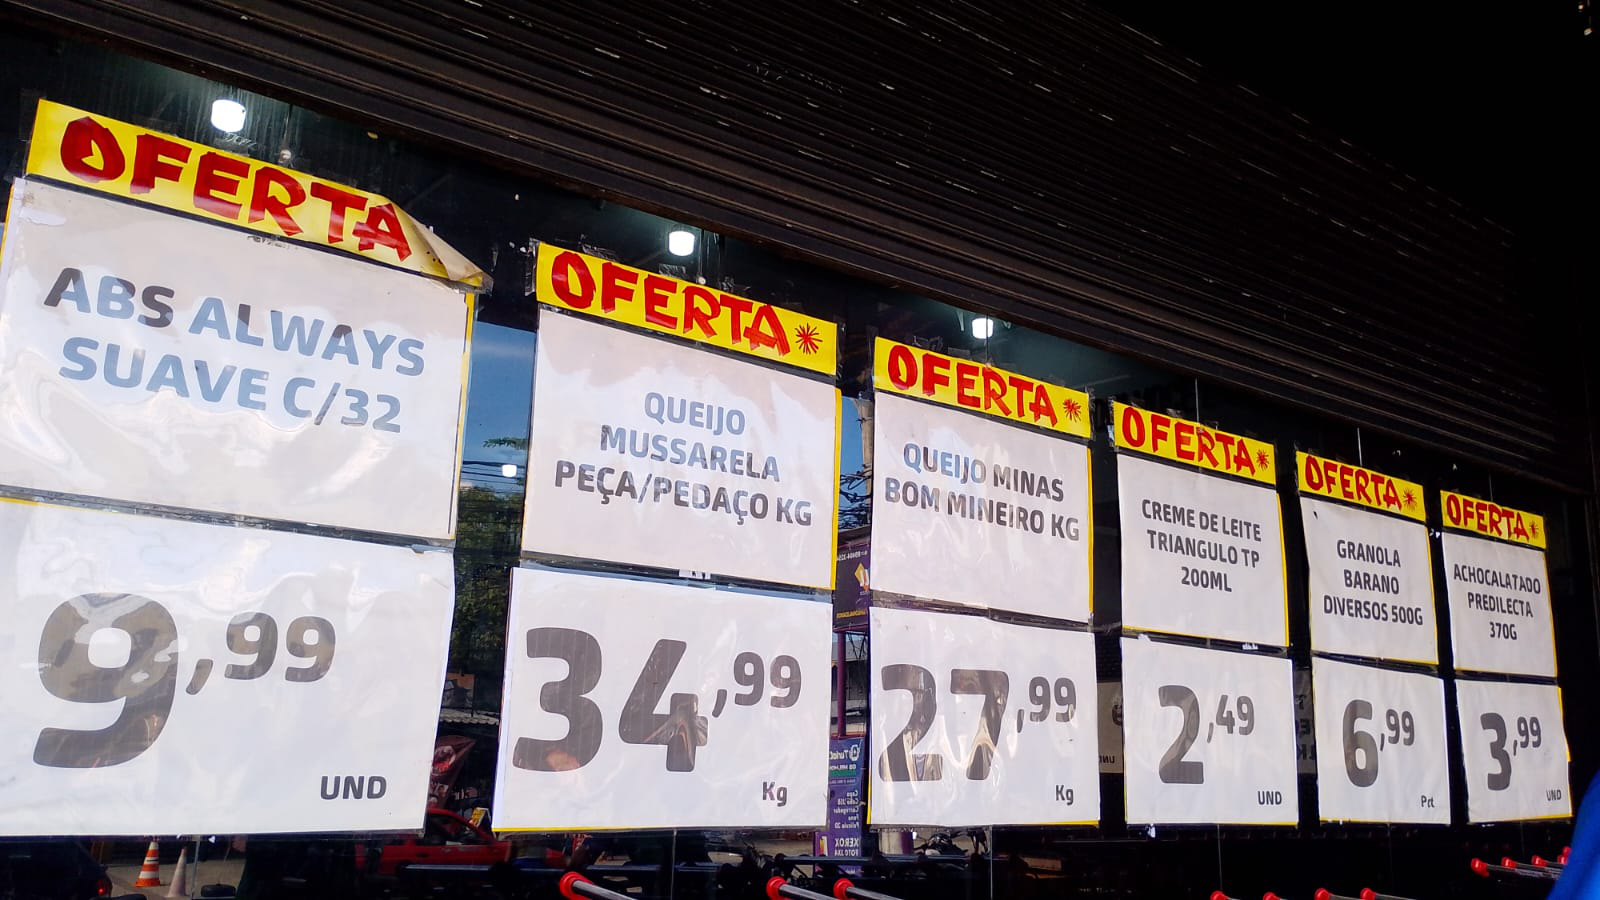 OFERTA
ABS ALWAYS
SUAVE C/32
9,99
UND
OFERTA
QUEIJO
MUSSARELA
PEÇA/PEDAÇO KG
34,99
Kg
OFERTA
QUEIJO MINAS
BOM MINEIRO KG
27,99
Kg
OFERTA
CREME DE LEITE
TRIANGULO TP
200ML
2,49
UND
OFERTA
GRANOLA
BARANO
DIVERSOS 500G
6,99
Pct
OFERTA
ACHOCALATADO
PREDILECTA
370G
3,99
UND
XEROX